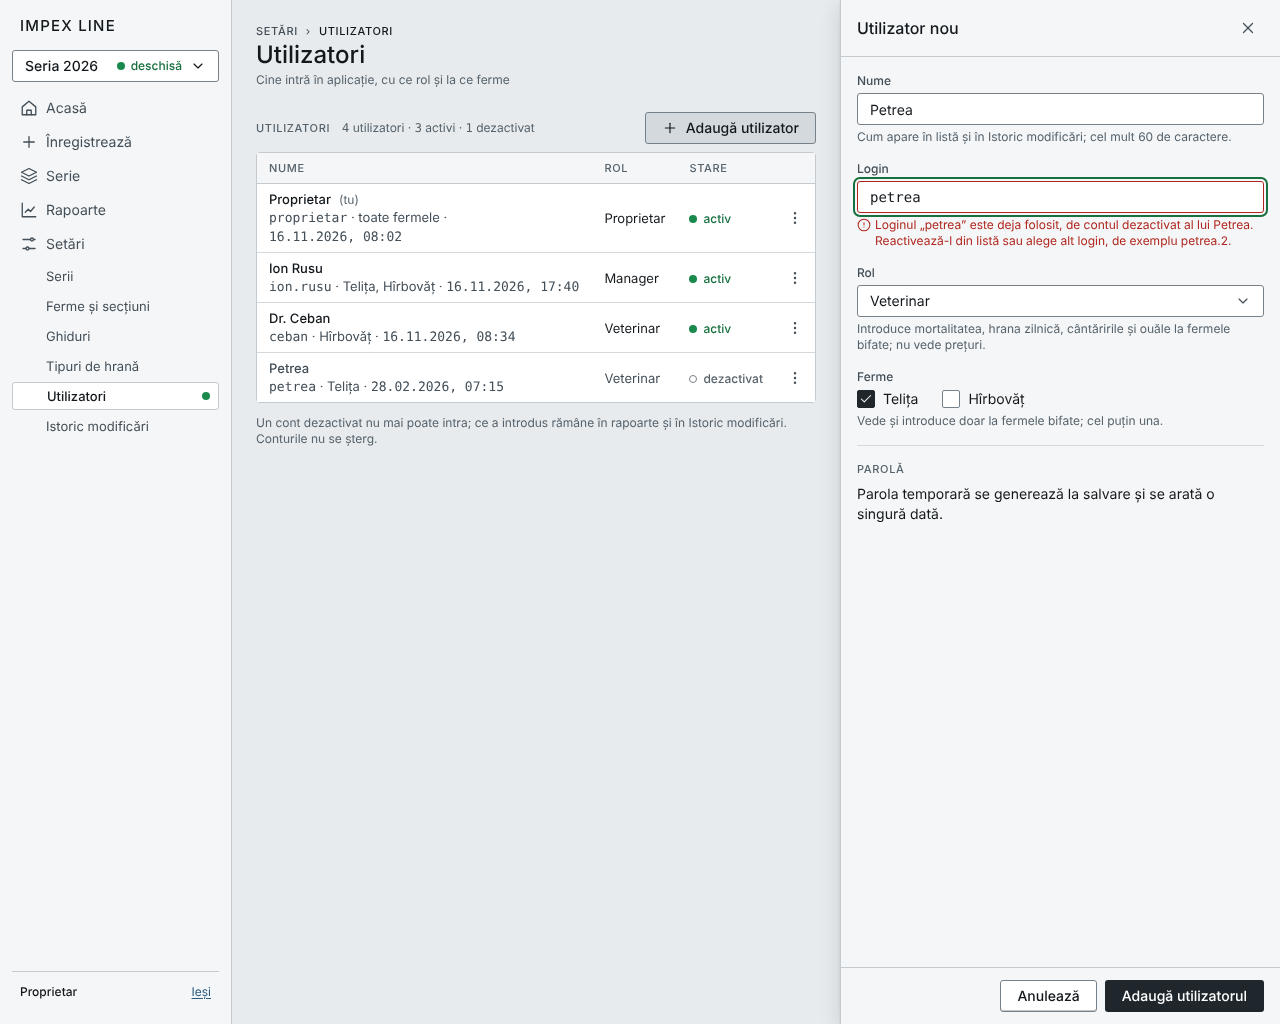 IMPEX LINE
Seria 2026 deschisă
Acasă
Înregistrează
Serie
Rapoarte
Setări
Serii
Ferme și secțiuni
Ghiduri
Tipuri de hrană
Utilizatori
Istoric modificări
Proprietar Ieși
SETĂRI › UTILIZATORI
Utilizatori
Cine intră în aplicație, cu ce rol și la ce ferme
UTILIZATORI 4 utilizatori · 3 activi · 1 dezactivat
Adaugă utilizator
NUME ROL STARE
Proprietar (tu)
proprietar · toate fermele ·
16.11.2026, 08:02
Proprietar activ
Ion Rusu
ion.rusu · Telița, Hîrbovăț · 16.11.2026, 17:40
Manager activ
Dr. Ceban
ceban · Hîrbovăț · 16.11.2026, 08:34
Veterinar activ
Petrea
petrea · Telița · 28.02.2026, 07:15
Veterinar dezactivat
Un cont dezactivat nu mai poate intra; ce a introdus rămâne în rapoarte și în Istoric modificări.
Conturile nu se șterg.
Utilizator nou
Nume
Petrea
Cum apare în listă și în Istoric modificări; cel mult 60 de caractere.
Login
petrea
Loginul „petrea” este deja folosit, de contul dezactivat al lui Petrea.
Reactivează-l din listă sau alege alt login, de exemplu petrea.2.
Rol
Veterinar
Introduce mortalitatea, hrana zilnică, cântăririle și ouăle la fermele
bifate; nu vede prețuri.
Ferme
Telița Hîrbovăț
Vede și introduce doar la fermele bifate; cel puțin una.
PAROLĂ
Parola temporară se generează la salvare și se arată o
singură dată.
Anulează Adaugă utilizatorul